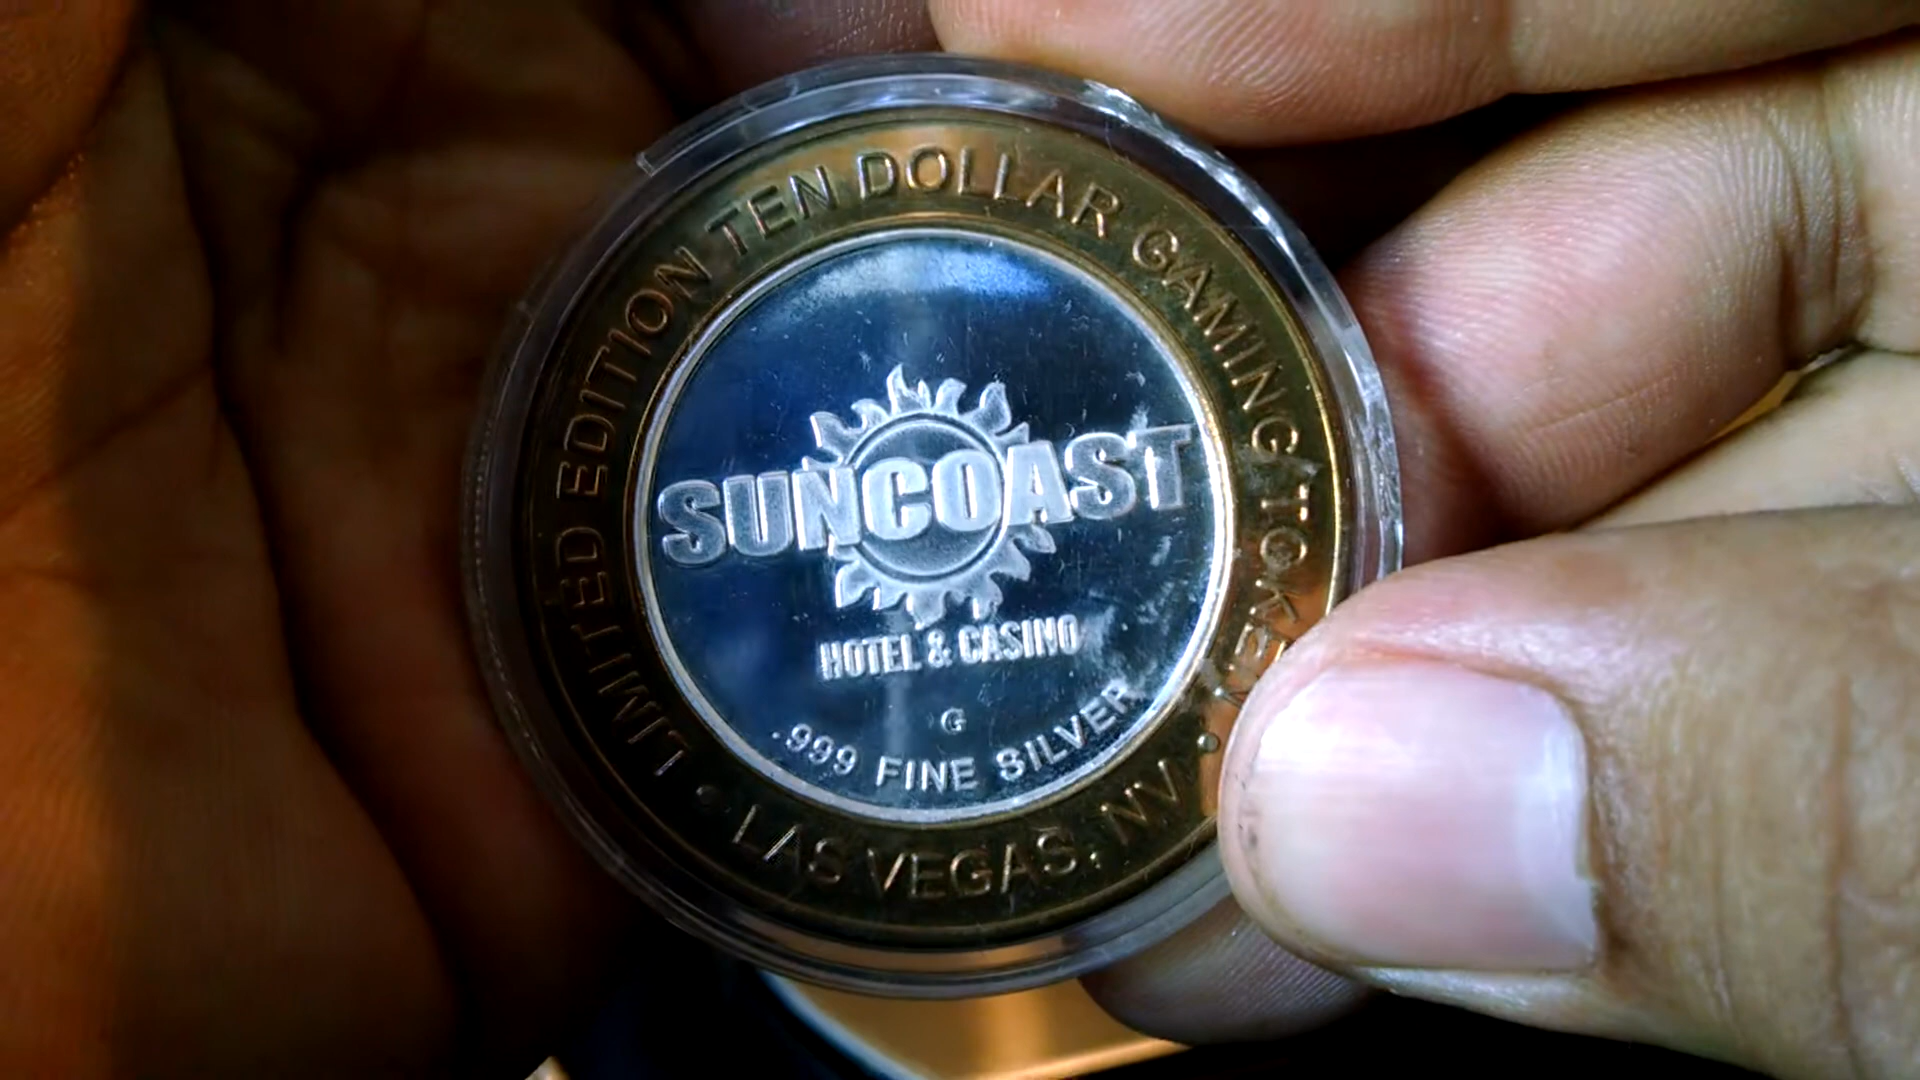 LIMITED EDITION TEN DOLLAR GAMING TOKEN
SUNCOAST
HOTEL & CASINO
G
.999 FINE SILVER
• LAS VEGAS, NV •